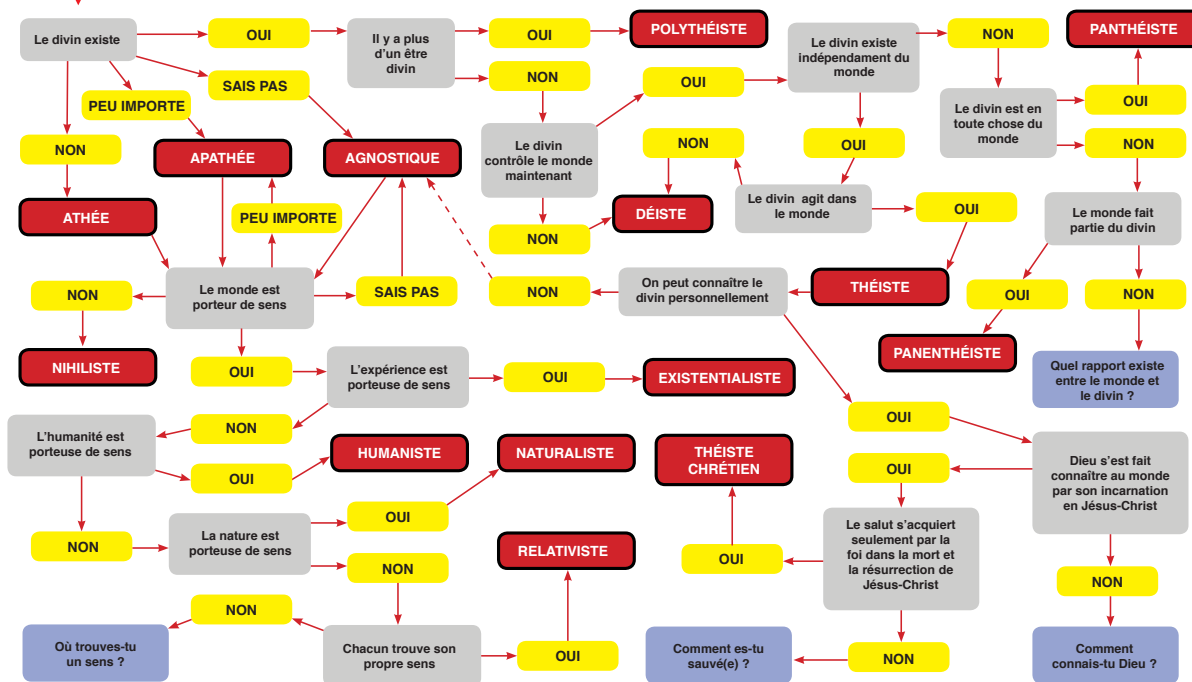 Le divin existe
OUI
Il y a plus
d'un être
divin
OUI
POLYTHÉISTE
Le divin existe
indépendament du
monde
NON
PANTHÉISTE
SAIS PAS
NON
OUI
PEU IMPORTE
Le divin est en
toute chose du
monde
OUI
NON
APATHÉE
AGNOSTIQUE
Le divin
contrôle le monde
maintenant
NON
OUI
NON
ATHÉE
PEU IMPORTE
NON
DÉISTE
Le divin agit dans
le monde
OUI
Le monde fait
partie du divin
NON
Le monde est
porteur de sens
SAIS PAS
NON
On peut connaître le
divin personnellement
THÉISTE
OUI
NON
NIHILISTE
OUI
L'expérience est
porteuse de sens
OUI
EXISTENTIALISTE
PANENTHÉISTE
Quel rapport existe
entre le monde et
le divin ?
L'humanité est
porteuse de sens
NON
OUI
HUMANISTE
NATURALISTE
THÉISTE
CHRÉTIEN
OUI
OUI
Dieu s'est fait
connaître au monde
par son incarnation
en Jésus-Christ
NON
La nature est
porteuse de sens
OUI
NON
RELATIVISTE
OUI
Le salut s'acquiert
seulement par la
foi dans la mort et
la résurrection de
Jésus-Christ
NON
NON
Où trouves-tu
un sens ?
Chacun trouve son
propre sens
OUI
Comment es-tu
sauvé(e) ?
NON
Comment
connais-tu Dieu ?